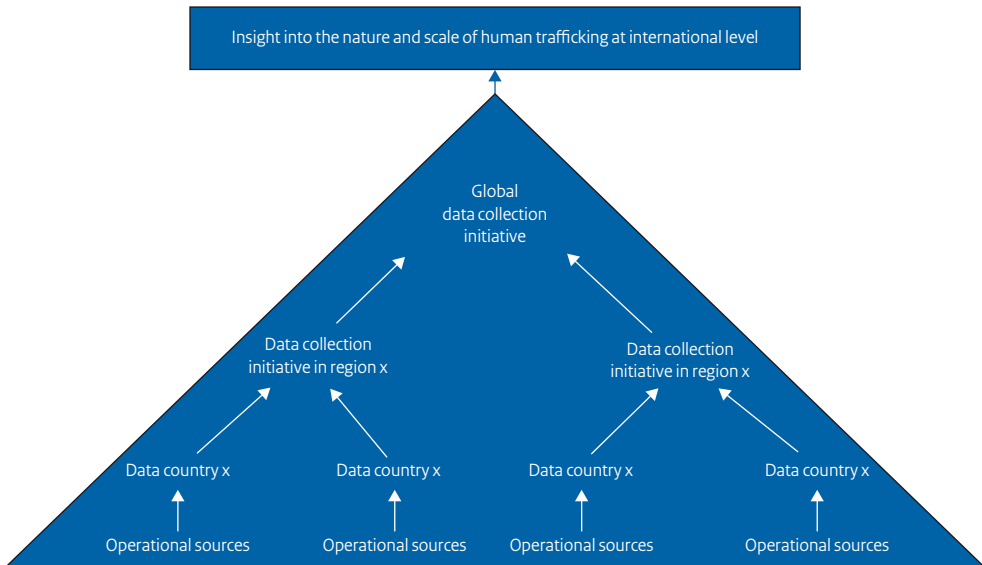 Insight into the nature and scale of human trafficking at international level
Global
data collection
initiative
Data collection
initiative in region x
Data collection
initiative in region x
Data country x
Data country x
Data country x
Data country x
Operational sources
Operational sources
Operational sources
Operational sources